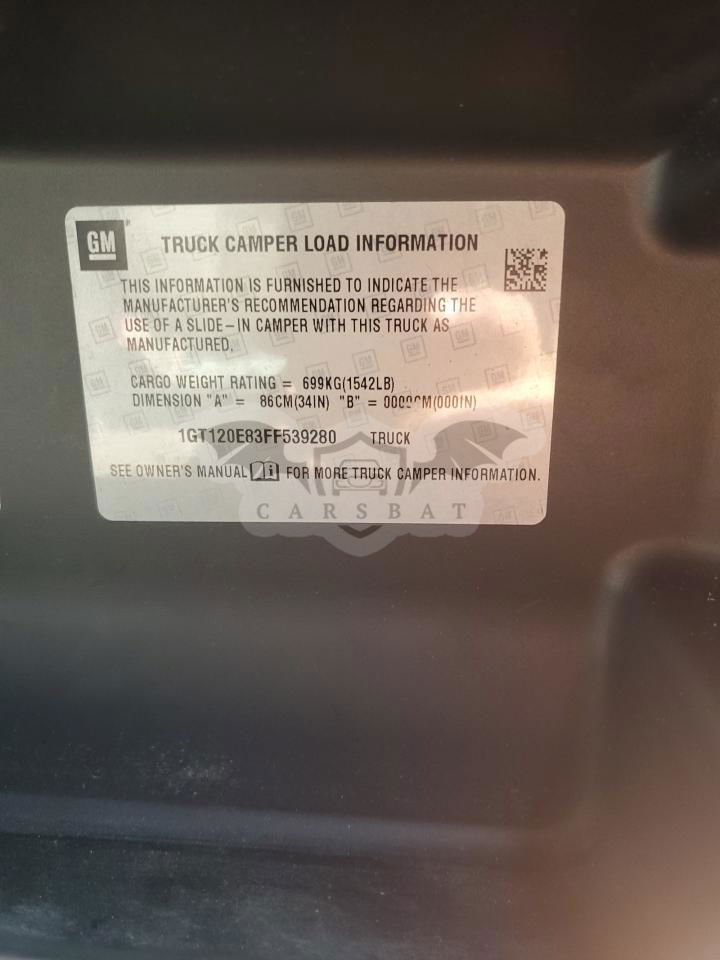 GM
TRUCK CAMPER LOAD INFORMATION
THIS INFORMATION IS FURNISHED TO INDICATE THE
MANUFACTURER'S RECOMMENDATION REGARDING THE
USE OF A SLIDE-IN CAMPER WITH THIS TRUCK AS
MANUFACTURED.
CARGO WEIGHT RATING = 699KG(1542LB)
DIMENSION "A" = 86CM(34IN) "B" = 0000CM(000IN)
1GT120E83FF539280 TRUCK
SEE OWNER'S MANUAL FOR MORE TRUCK CAMPER INFORMATION.
CARSBAT